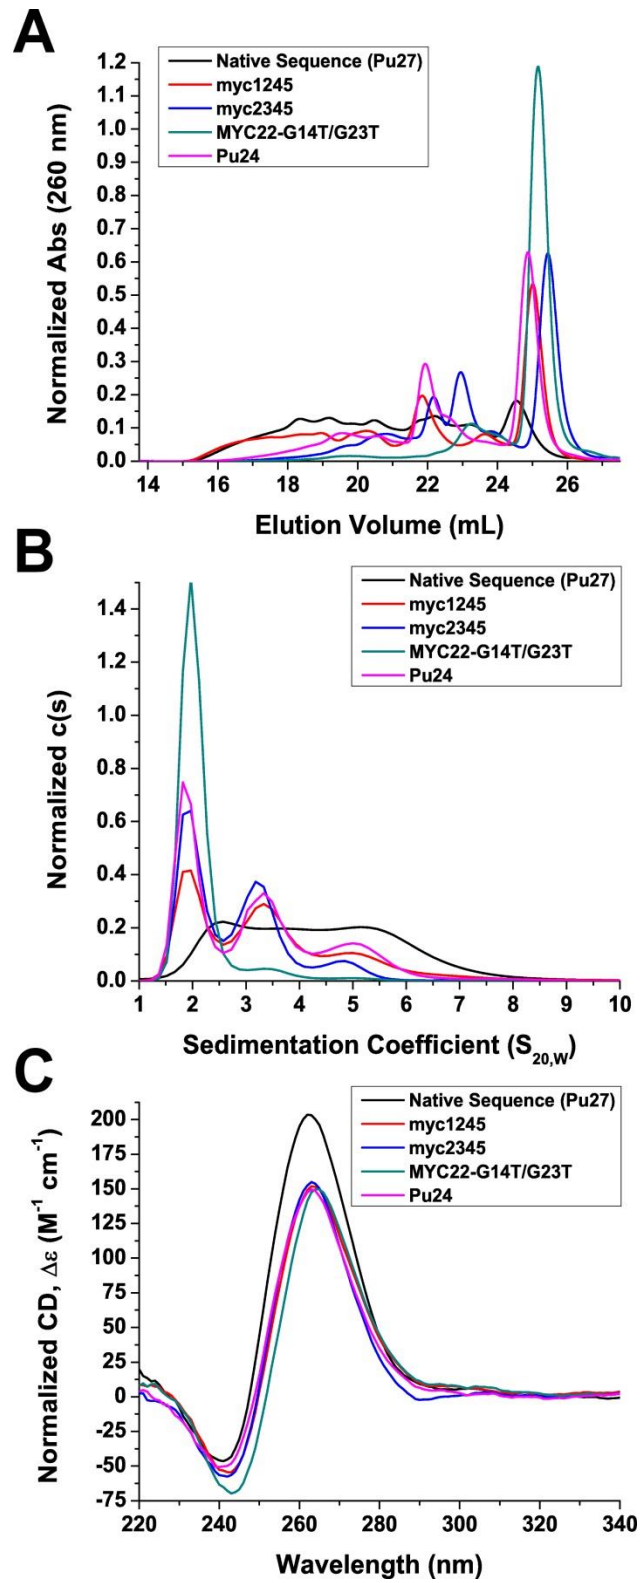 A
Native Sequence (Pu27)
myc1245
myc2345
MYC22-G14T/G23T
Pu24
Normalized Abs (260 nm)
1.2
1.1
1.0
0.9
0.8
0.7
0.6
0.5
0.4
0.3
0.2
0.1
0.0
14 16 18 20 22 24 26
Elution Volume (mL)
B
Native Sequence (Pu27)
myc1245
myc2345
MYC22-G14T/G23T
Pu24
Normalized c(s)
1.4
1.2
1.0
0.8
0.6
0.4
0.2
0.0
1 2 3 4 5 6 7 8 9 10
Sedimentation Coefficient (S20,W)
C
Native Sequence (Pu27)
myc1245
myc2345
MYC22-G14T/G23T
Pu24
Normalized CD, Δε (M⁻¹ cm⁻¹)
200
175
150
125
100
75
50
25
0
-25
-50
-75
220 240 260 280 300 320 340
Wavelength (nm)